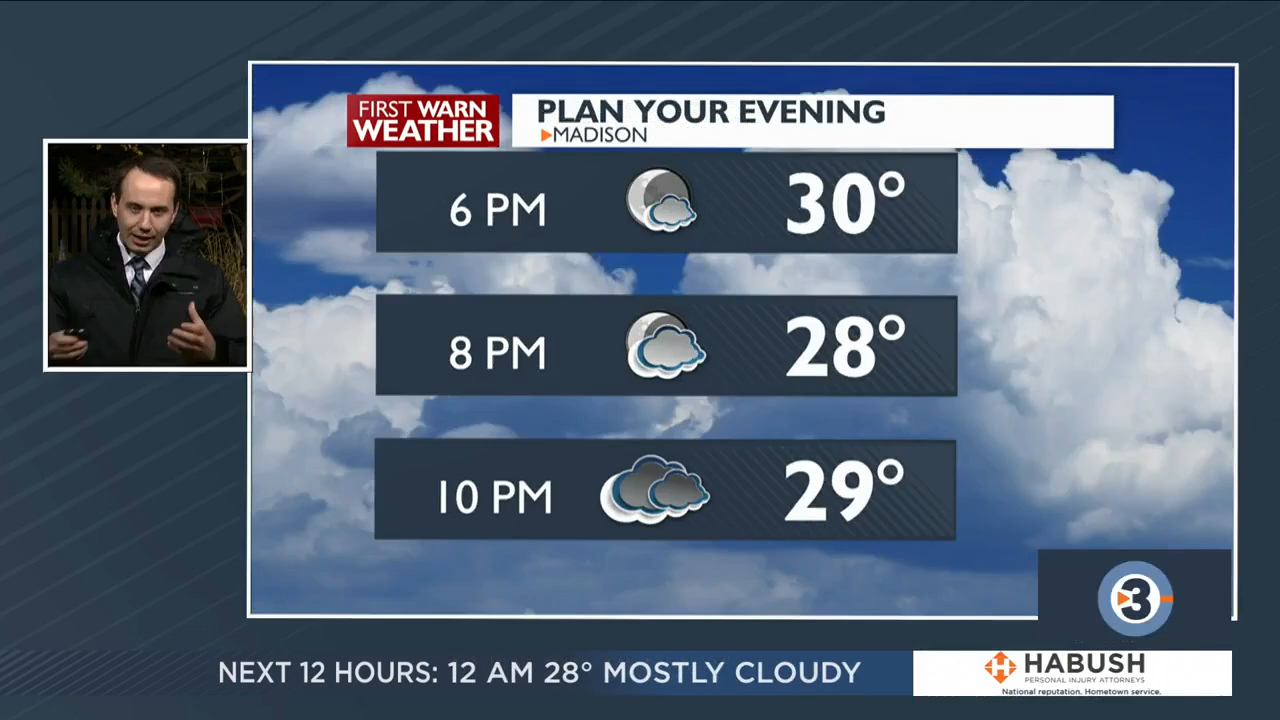 FIRST WARN
WEATHER
PLAN YOUR EVENING
MADISON
6 PM 30°
8 PM 28°
10 PM 29°
3
NEXT 12 HOURS: 12 AM 28° MOSTLY CLOUDY
HABUSH
PERSONAL INJURY ATTORNEYS
National reputation. Hometown service.